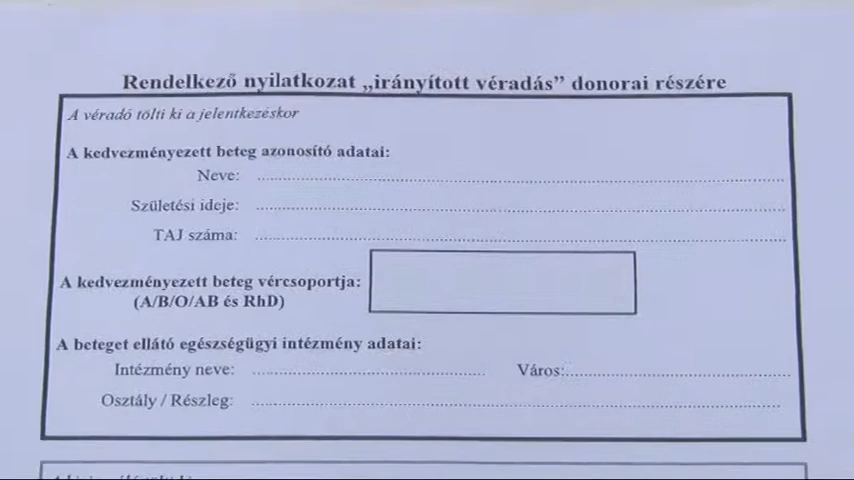 Rendelkező nyilatkozat „irányított véradás” donorai részére
A véradó tölti ki a jelentkezéskor
A kedvezményezett beteg azonosító adatai:
Neve: ......................................................
Születési ideje: ......................................................
TAJ száma: ......................................................
A kedvezményezett beteg vércsoportja:
(A/B/O/AB és RhD)
A beteget ellátó egészségügyi intézmény adatai:
Intézmény neve: .............................. Város:..............................
Osztály / Részleg: ......................................................